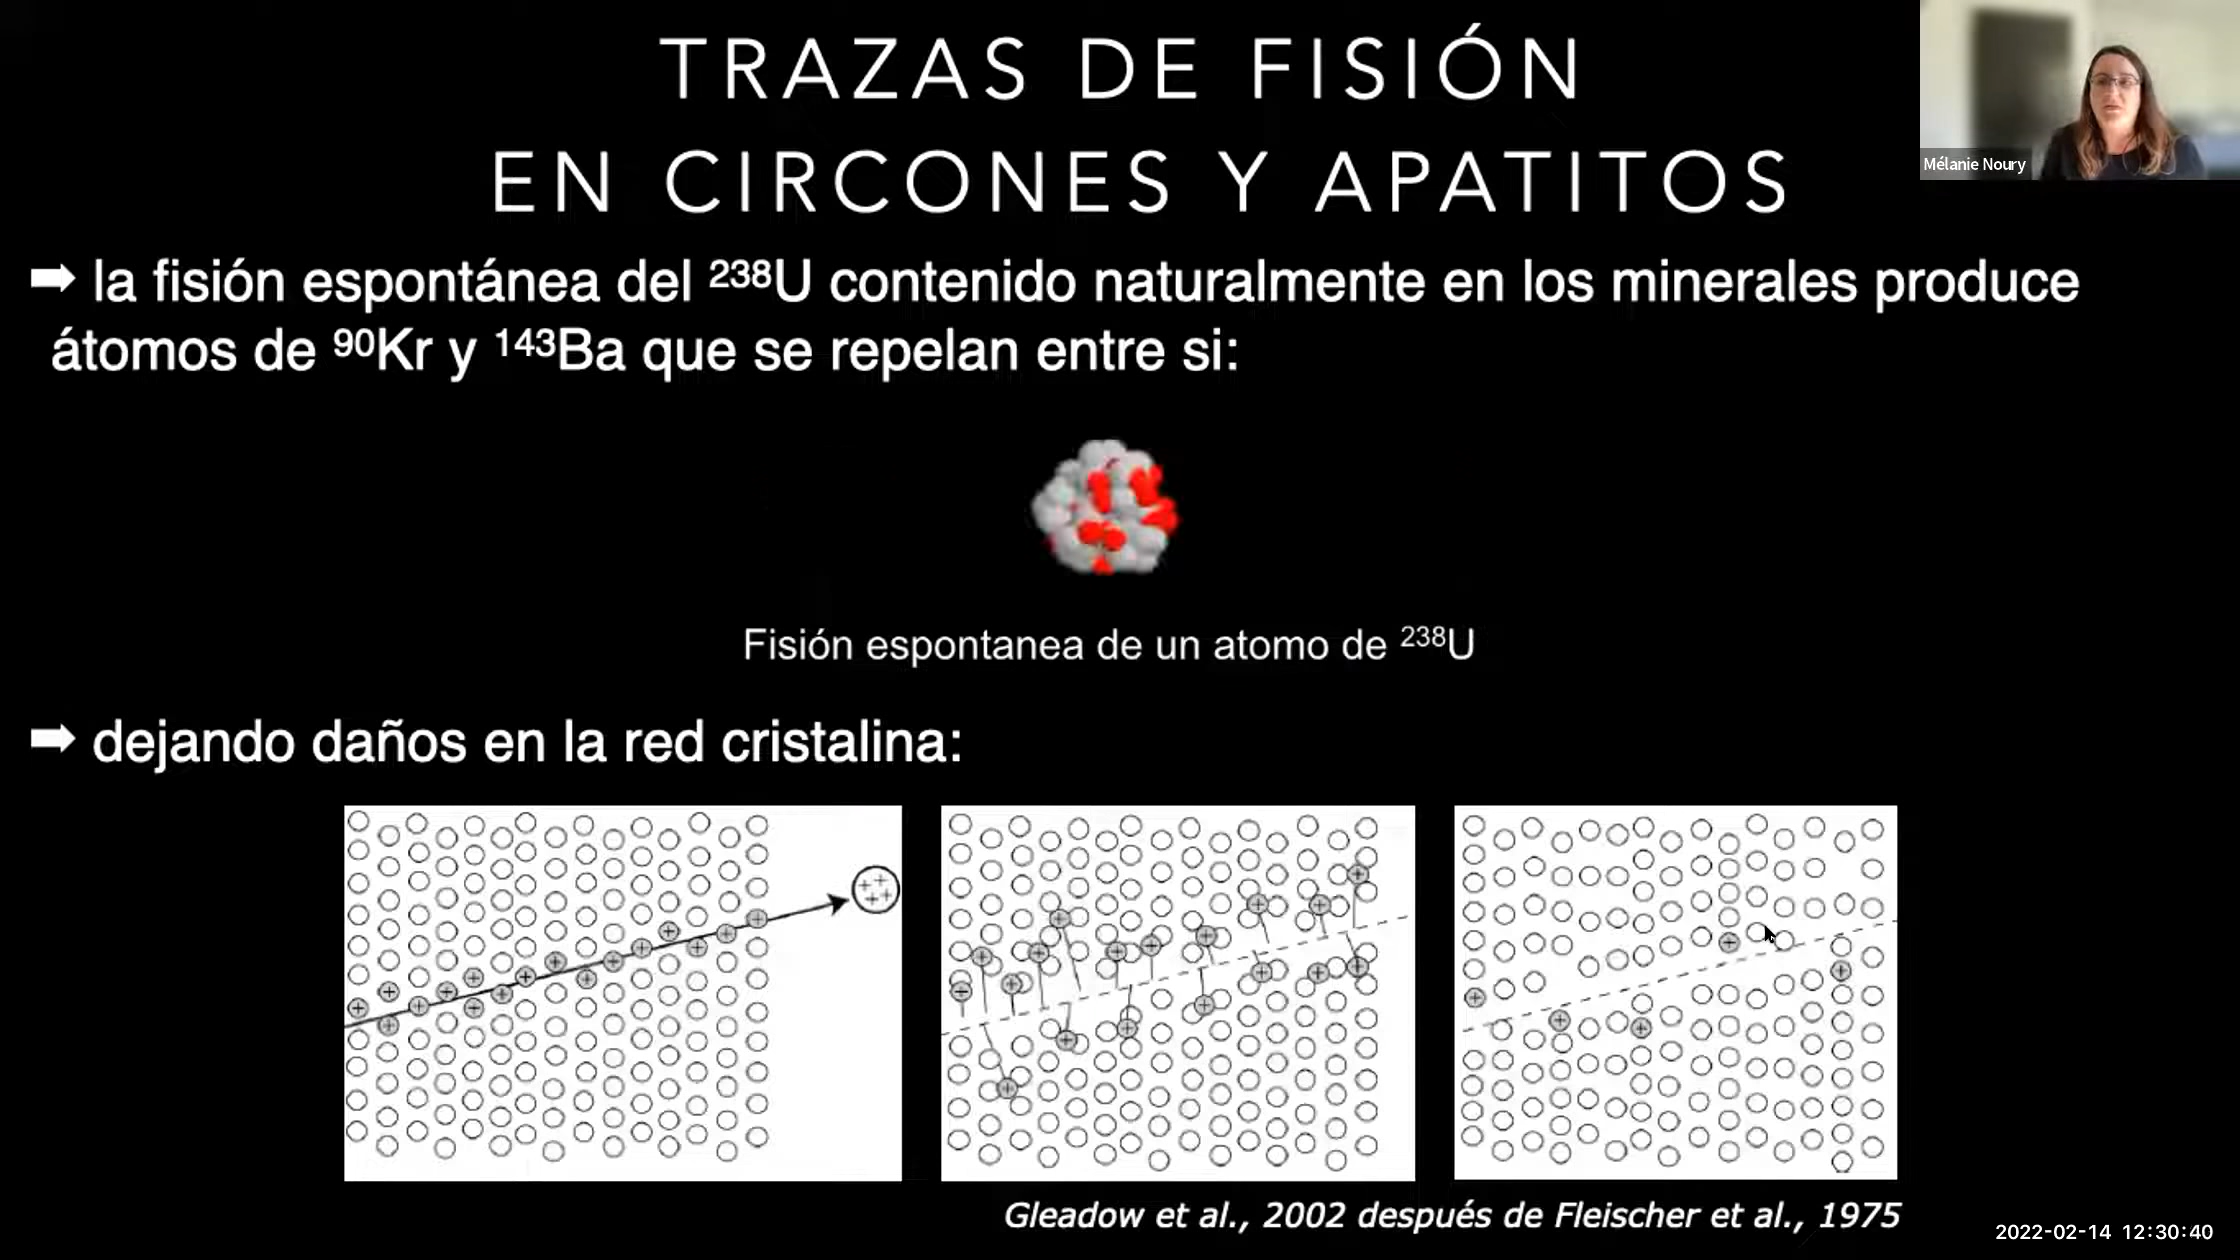 TRAZAS DE FISIÓN
EN CIRCONES Y APATITOS
Mélanie Noury
➡ la fisión espontánea del ²³⁸U contenido naturalmente en los minerales produce
átomos de ⁹⁰Kr y ¹⁴³Ba que se repelan entre si:
Fisión espontanea de un atomo de ²³⁸U
➡ dejando daños en la red cristalina:
Gleadow et al., 2002 después de Fleischer et al., 1975
2022-02-14 12:30:40